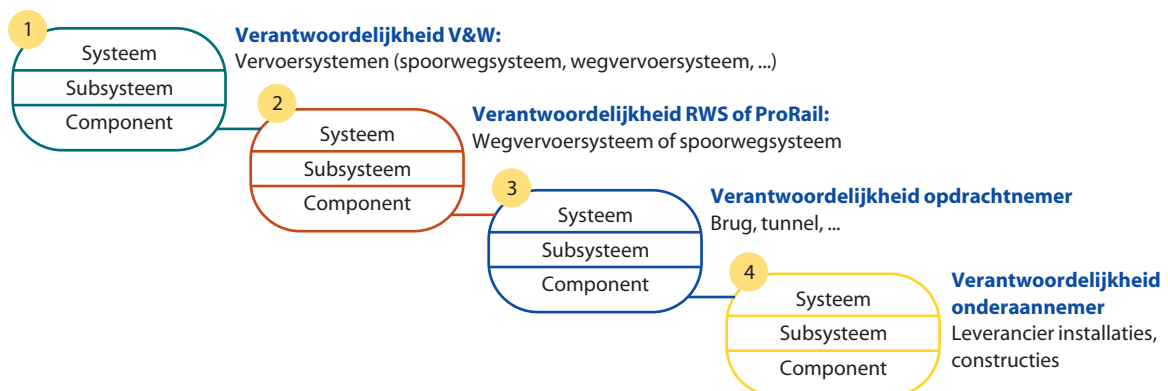 1
Systeem
Subsysteem
Component
Verantwoordelijkheid V&W:
Vervoersystemen (spoorwegsysteem, wegvervoersysteem, ...)
2
Systeem
Subsysteem
Component
Verantwoordelijkheid RWS of ProRail:
Wegvervoersysteem of spoorwegsysteem
3
Systeem
Subsysteem
Component
Verantwoordelijkheid opdrachtnemer
Brug, tunnel, ...
4
Systeem
Subsysteem
Component
Verantwoordelijkheid
onderaannemer
Leverancier installaties,
constructies